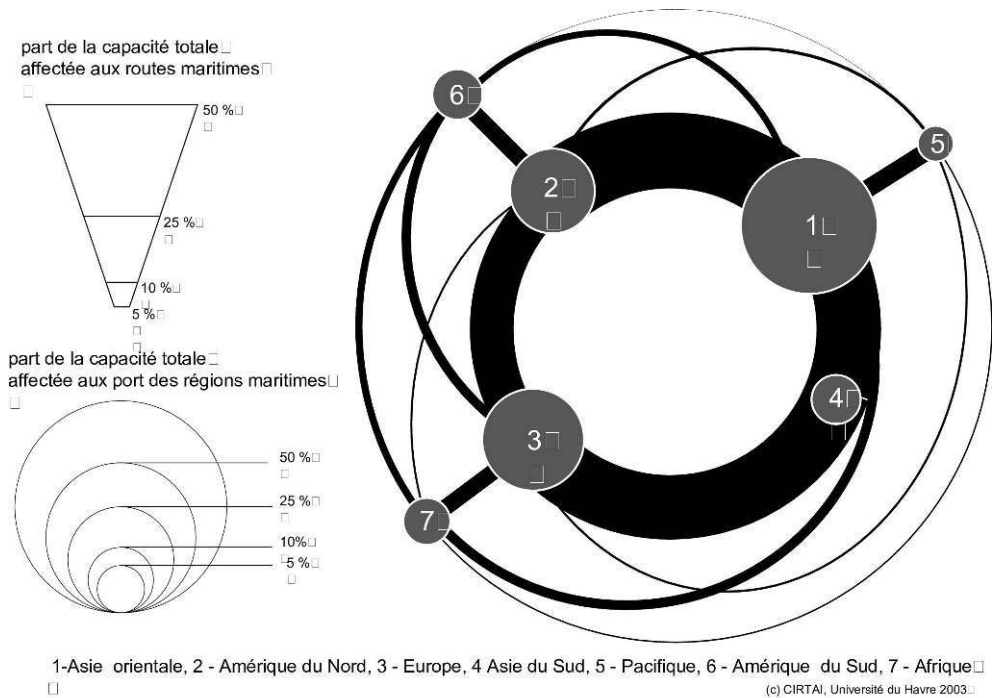 part de la capacité totale
affectée aux routes maritimes
50 %
25 %
10 %
5 %
part de la capacité totale
affectée aux port des régions maritimes
50 %
25 %
10%
5 %
6
5
2
1
4
3
7
1-Asie orientale, 2 - Amérique du Nord, 3 - Europe, 4 Asie du Sud, 5 - Pacifique, 6 - Amérique du Sud, 7 - Afrique
(c) CIRTAI, Université du Havre 2003